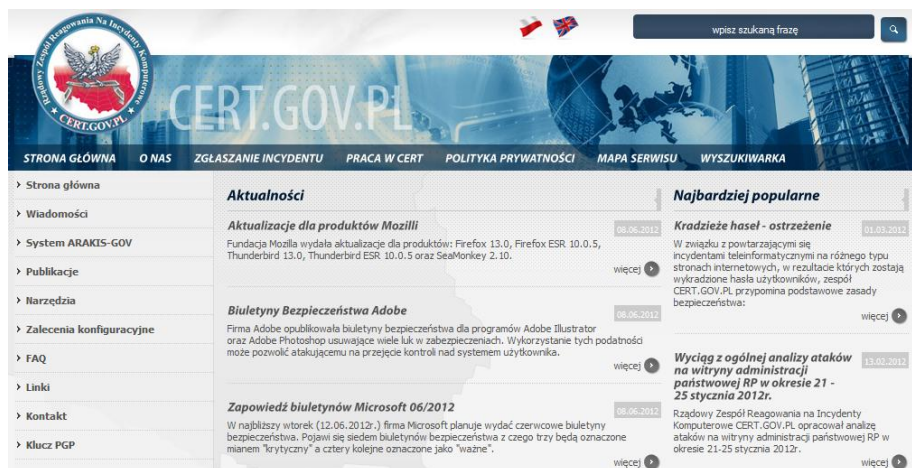 Rządowy Zespół Reagowania Na Incydenty Komputerowe
CERT.GOV.PL
wpisz szukaną frazę
CERT.GOV.PL
STRONA GŁÓWNA O NAS ZGŁASZANIE INCYDENTU PRACA W CERT POLITYKA PRYWATNOŚCI MAPA SERWISU WYSZUKIWARKA
Strona główna
Wiadomości
System ARAKIS-GOV
Publikacje
Narzędzia
Zalecenia konfiguracyjne
FAQ
Linki
Kontakt
Klucz PGP
Aktualności
Aktualizacje dla produktów Mozilli
08.06.2012
Fundacja Mozilla wydała aktualizacje dla produktów: Firefox 13.0, Firefox ESR 10.0.5,
Thunderbird 13.0, Thunderbird ESR 10.0.5 oraz SeaMonkey 2.10.
więcej
Biuletyny Bezpieczeństwa Adobe
08.06.2012
Firma Adobe opublikowała biuletyny bezpieczeństwa dla programów Adobe Illustrator
oraz Adobe Photoshop usuwające wiele luk w zabezpieczeniach. Wykorzystanie tych podatności
może pozwolić atakującemu na przejęcie kontroli nad systemem użytkownika.
więcej
Zapowiedź biuletynów Microsoft 06/2012
08.06.2012
W najbliższy wtorek (12.06.2012r.) firma Microsoft planuje wydać czerwcowe biuletyny
bezpieczeństwa. Pojawi się siedem biuletynów bezpieczeństwa z czego trzy będą oznaczone
mianem "krytyczny" a cztery kolejne oznaczone jako "ważne".
więcej
Najbardziej popularne
Kradzieże haseł - ostrzeżenie
01.03.2012
W związku z powtarzającymi się
incydentami teleinformatycznymi na różnego typu
stronach internetowych, w rezultacie których zostają
wykradzione hasła użytkowników, zespół
CERT.GOV.PL przypomina podstawowe zasady
bezpieczeństwa:
więcej
Wyciąg z ogólnej analizy ataków
13.02.2012
na witryny administracji
państwowej RP w okresie 21 -
25 stycznia 2012r.
Rządowy Zespół Reagowania na Incydenty
Komputerowe CERT.GOV.PL opracował analizę
ataków na witryny administracji państwowej RP w
okresie 21-25 stycznia 2012r.
więcej